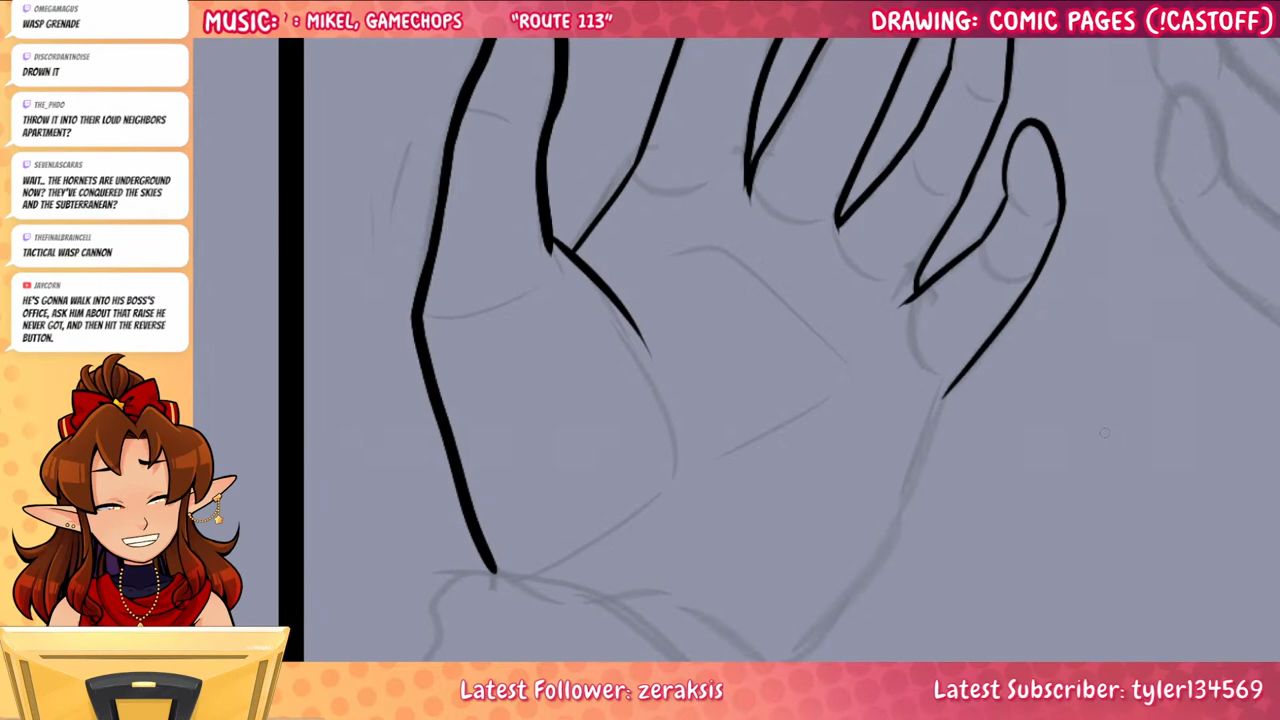 OMEGAMAGUS
WASP GRENADE
DISCORDANTNOISE
DROWN IT
THE_PHDO
THROW IT INTO THEIR LOUD NEIGHBORS
APARTMENT?
SEVENLASCARAS
WAIT.. THE HORNETS ARE UNDERGROUND
NOW? THEY'VE CONQUERED THE SKIES
AND THE SUBTERRANEAN?
THEFINALBRAINCELL
TACTICAL WASP CANNON
JAYCORN
HE'S GONNA WALK INTO HIS BOSS'S
OFFICE, ASK HIM ABOUT THAT RAISE HE
NEVER GOT, AND THEN HIT THE REVERSE
BUTTON.
MUSIC: ' : MIKEL, GAMECHOPS "ROUTE 113"
DRAWING: COMIC PAGES (!CASTOFF)
Latest Follower: zeraksis
Latest Subscriber: tyler134569